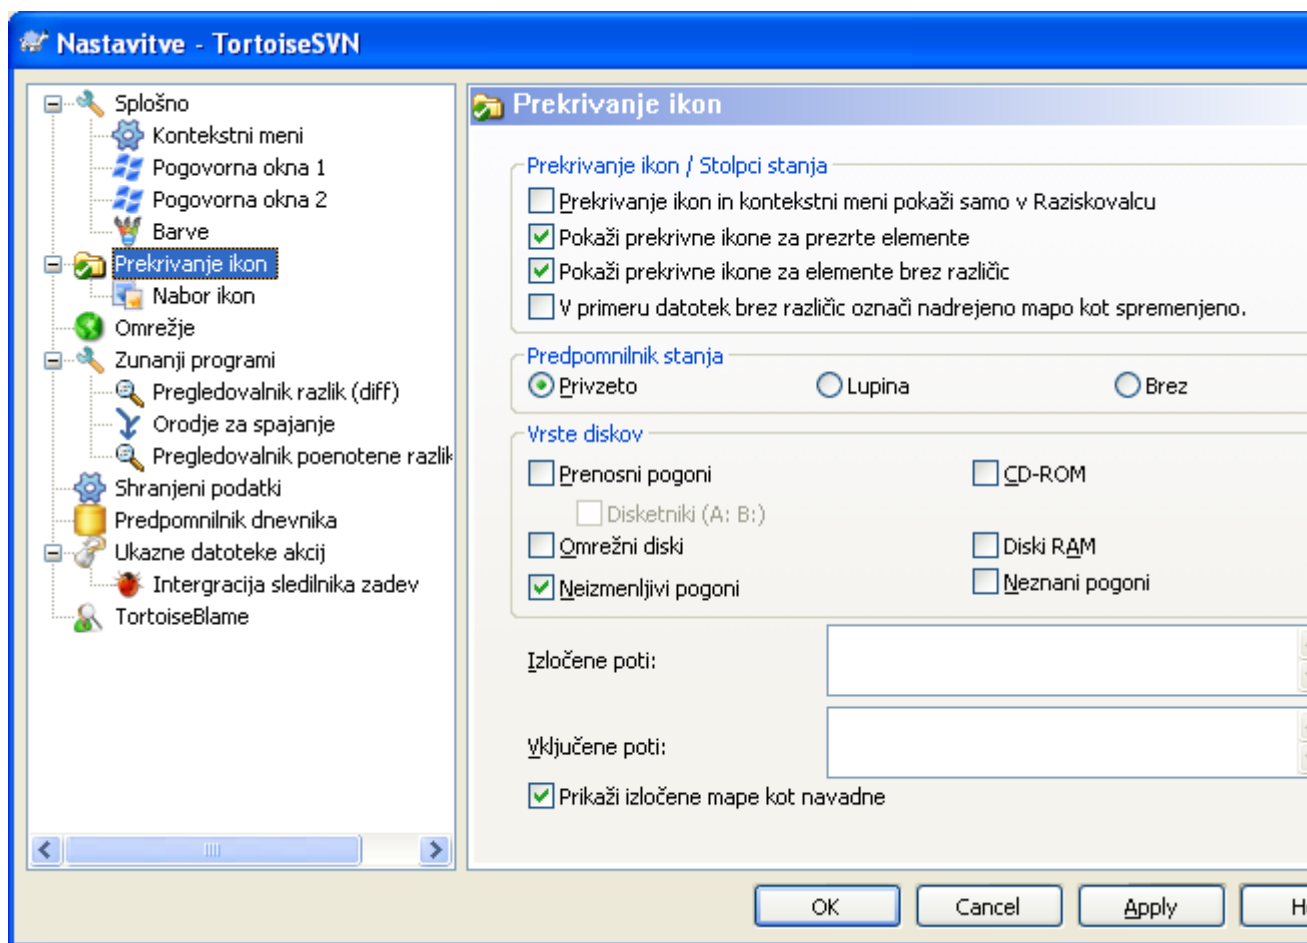 Nastavitve - TortoiseSVN
Splošno
Kontekstni meni
Pogovorna okna 1
Pogovorna okna 2
Barve
Prekrivanje ikon
Nabor ikon
Omrežje
Zunanji programi
Pregledovalnik razlik (diff)
Orodje za spajanje
Pregledovalnik poenotene razlik
Shranjeni podatki
Predpomnilnik dnevnika
Ukazne datoteke akcij
Intergracija sledilnika zadev
TortoiseBlame
Prekrivanje ikon
Prekrivanje ikon / Stolpci stanja
Prekrivanje ikon in kontekstni meni pokaži samo v Raziskovalcu
Pokaži prekrivne ikone za prezrte elemente
Pokaži prekrivne ikone za elemente brez različic
V primeru datotek brez različic označi nadrejeno mapo kot spremenjeno.
Predpomnilnik stanja
Privzeto Lupina Brez
Vrste diskov
Prenosni pogoni CD-ROM
Disketniki (A: B:)
Omrežni diski Diski RAM
Neizmenljivi pogoni Neznani pogoni
Izločene poti:
Vključene poti:
Prikaži izločene mape kot navadne
OK Cancel Apply